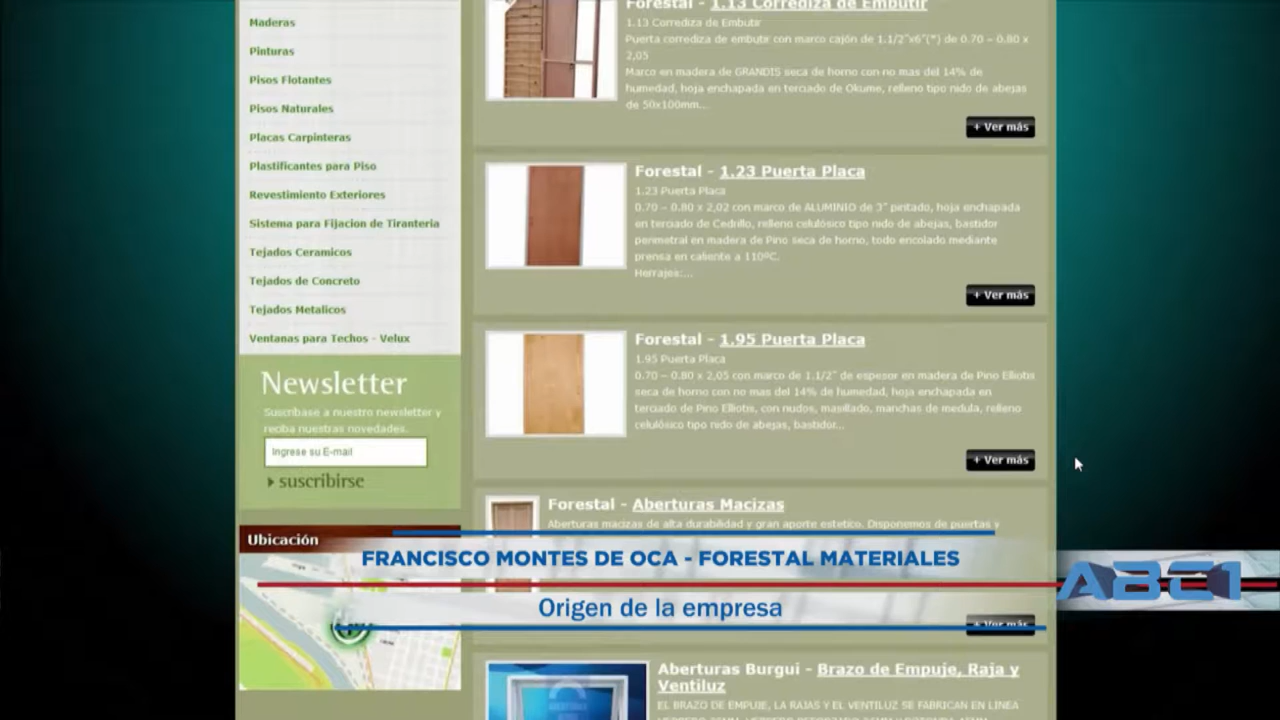 Maderas
Pinturas
Pisos Flotantes
Pisos Naturales
Placas Carpinteras
Plastificantes para Piso
Revestimiento Exteriores
Sistema para Fijacion de Tiranteria
Tejados Ceramicos
Tejados de Concreto
Tejados Metalicos
Ventanas para Techos - Velux
Newsletter
Suscribase a nuestro newsletter y
reciba nuestras novedades.
Ingrese su E-mail
suscribirse
Ubicación
Forestal - 1.13 Corrediza de Embutir
1.13 Corrediza de Embutir
Puerta corrediza de embutir con marco cajón de 1.1/2"x6"(*) de 0.70 – 0.80 x
2,05
Marco en madera de GRANDIS seca de horno con no mas del 14% de
humedad, hoja enchapada en terciado de Okume, relleno tipo nido de abejas
de 50x100mm...
+ Ver más
Forestal - 1.23 Puerta Placa
1.23 Puerta Placa
0.70 – 0.80 x 2,02 con marco de ALUMINIO de 3" pintado, hoja enchapada
en terciado de Cedrillo, relleno celulósico tipo nido de abejas, bastidor
perimetral en madera de Pino seca de horno, todo encolado mediante
prensa en caliente a 110ºC.
Herrajes:...
+ Ver más
Forestal - 1.95 Puerta Placa
1.95 Puerta Placa
0.70 – 0.80 x 2,05 con marco de 1.1/2" de espesor en madera de Pino Elliotis
seca de horno con no mas del 14% de humedad, hoja enchapada en
terciado de Pino Elliotis, con nudos, masillado, manchas de medula, relleno
celulósico tipo nido de abejas, bastidor...
+ Ver más
Forestal - Aberturas Macizas
Aberturas macizas de alta durabilidad y gran aporte estetico. Disponemos de puertas y
FRANCISCO MONTES DE OCA - FORESTAL MATERIALES
ABC1
Origen de la empresa
+ Ver más
Aberturas Burgui - Brazo de Empuje, Raja y
Ventiluz
EL BRAZO DE EMPUJE, LA RAJAS Y EL VENTILUZ SE FABRICAN EN LINEA